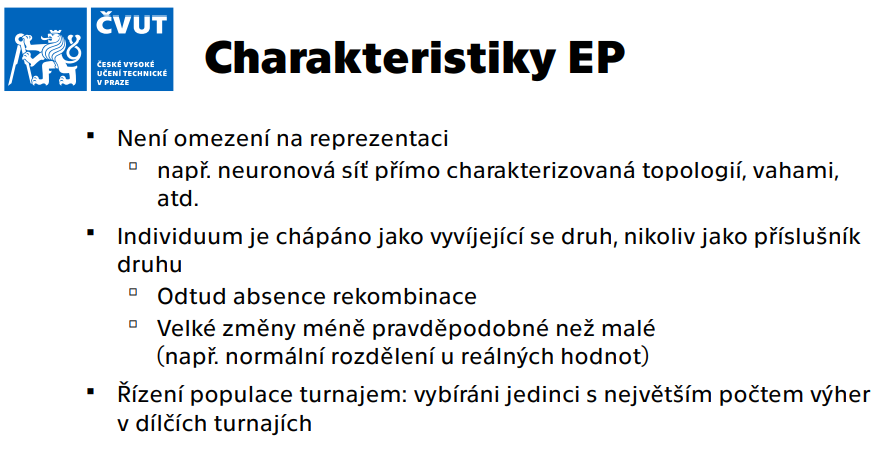 ČVUT
ČESKÉ VYSOKÉ
UČENÍ TECHNICKÉ
V PRAZE
Charakteristiky EP
▪ Není omezení na reprezentaci
▫ např. neuronová síť přímo charakterizovaná topologií, vahami,
atd.
▪ Individuum je chápáno jako vyvíjející se druh, nikoliv jako příslušník
druhu
▫ Odtud absence rekombinace
▫ Velké změny méně pravděpodobné než malé
(např. normální rozdělení u reálných hodnot)
▪ Řízení populace turnajem: vybíráni jedinci s největším počtem výher
v dílčích turnajích